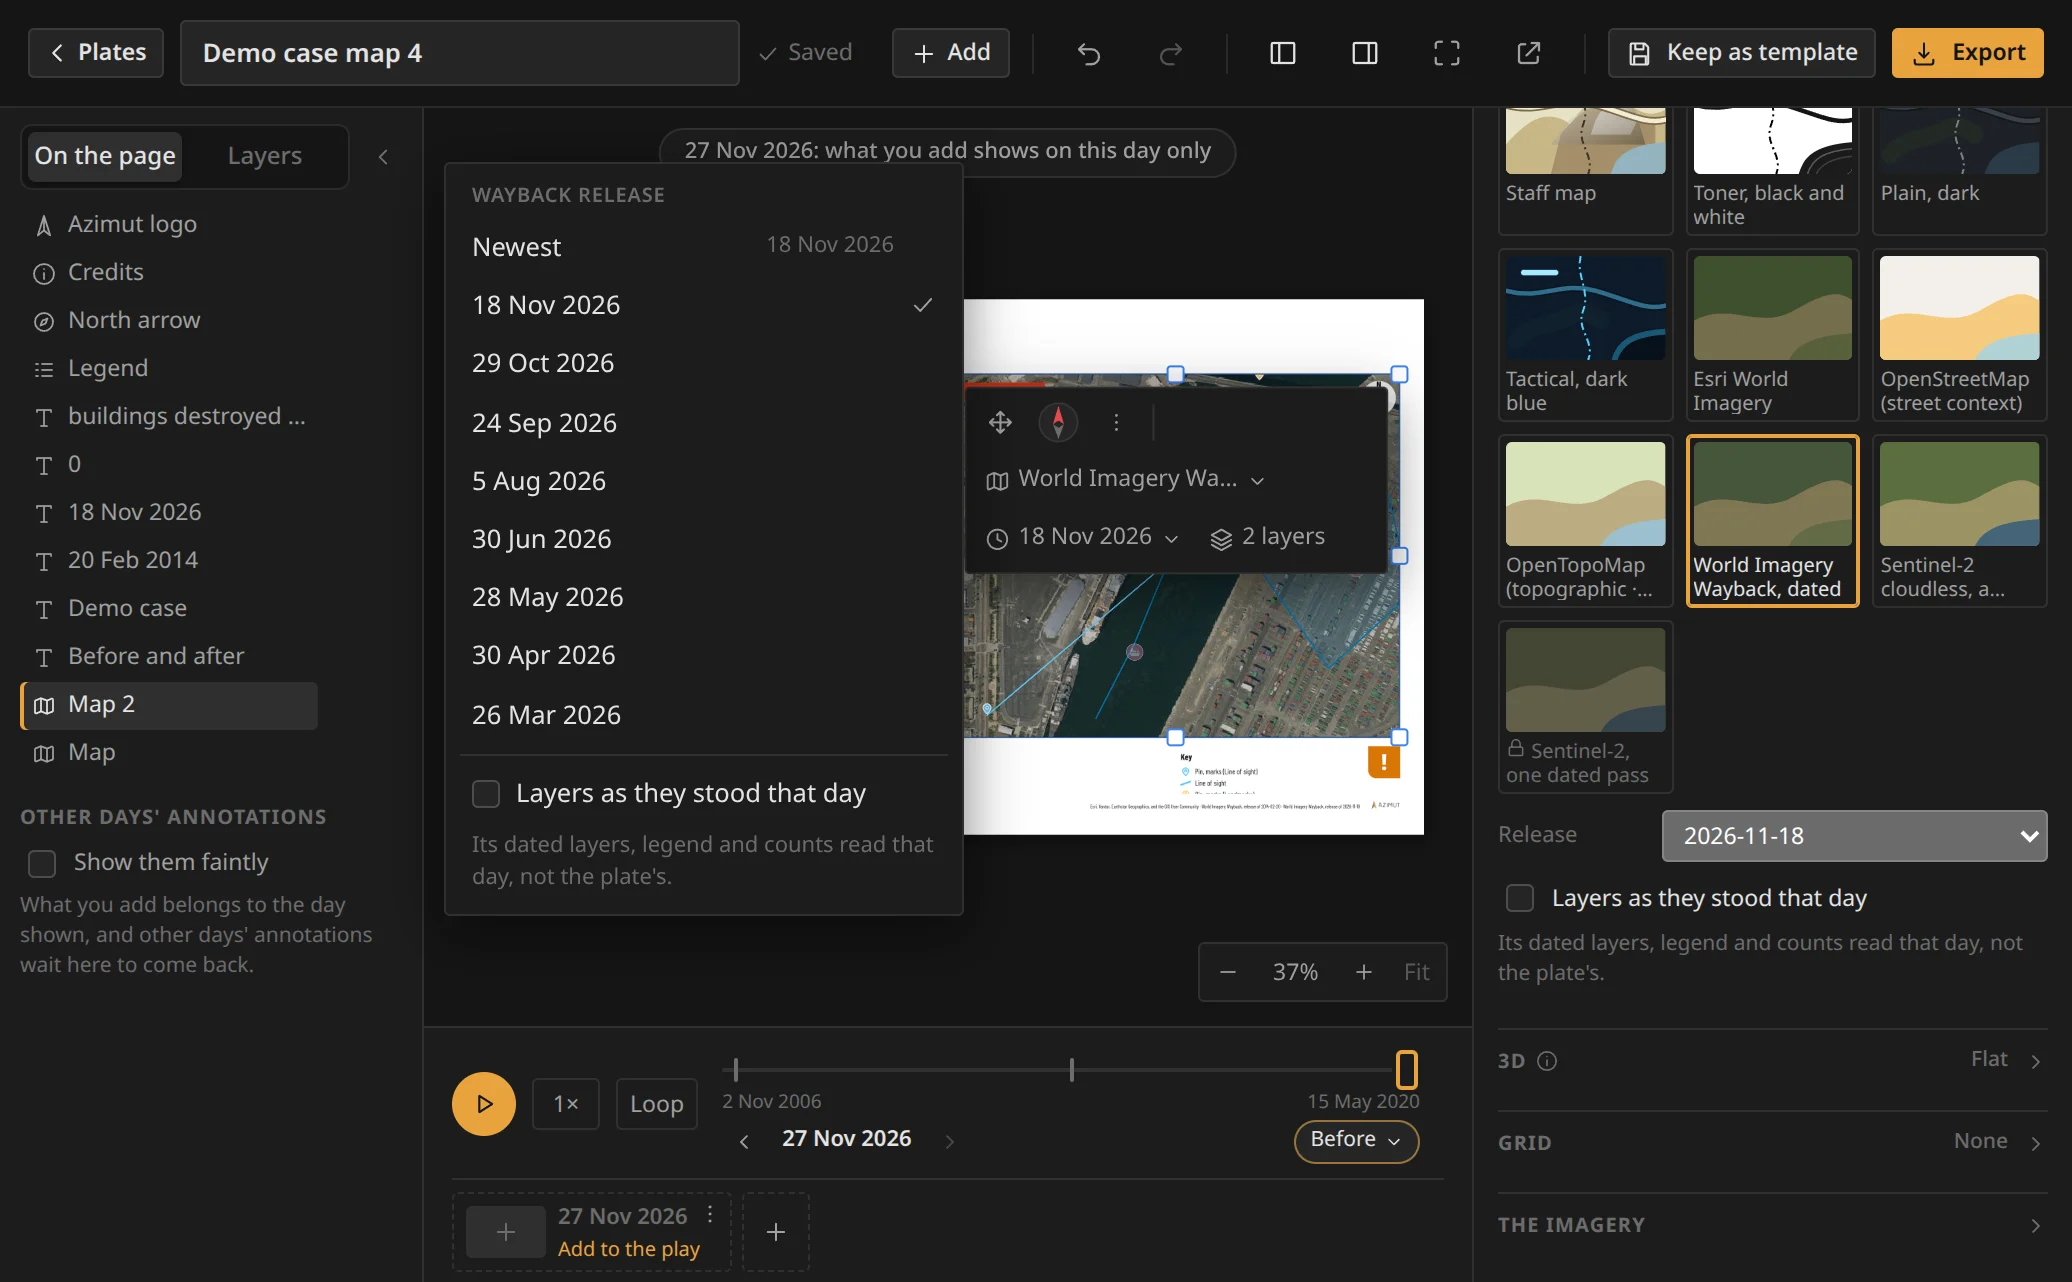 Plates
Demo case map 4
Saved
Add
Keep as template
Export
On the page
Layers
Azimut logo
Credits
North arrow
Legend
buildings destroyed ...
0
18 Nov 2026
20 Feb 2014
Demo case
Before and after
Map 2
Map
OTHER DAYS' ANNOTATIONS
Show them faintly
What you add belongs to the day
shown, and other days' annotations
wait here to come back.
27 Nov 2026: what you add shows on this day only
WAYBACK RELEASE
Newest 18 Nov 2026
18 Nov 2026
29 Oct 2026
24 Sep 2026
5 Aug 2026
30 Jun 2026
28 May 2026
30 Apr 2026
26 Mar 2026
Layers as they stood that day
Its dated layers, legend and counts read that
day, not the plate's.
World Imagery Wa...
18 Nov 2026
2 layers
Key
Pin, marks (Line of sight)
Line of sight
AZIMUT
37%
Fit
1×
Loop
2 Nov 2006
15 May 2020
27 Nov 2026
Before
27 Nov 2026
Add to the play
Staff map
Toner, black and
white
Plain, dark
Tactical, dark
blue
Esri World
Imagery
OpenStreetMap
(street context)
OpenTopoMap
(topographic ·...
World Imagery
Wayback, dated
Sentinel-2
cloudless, a...
Sentinel-2,
one dated pass
Release
2026-11-18
Layers as they stood that day
Its dated layers, legend and counts read that day, not
the plate's.
3D
Flat
GRID
None
THE IMAGERY